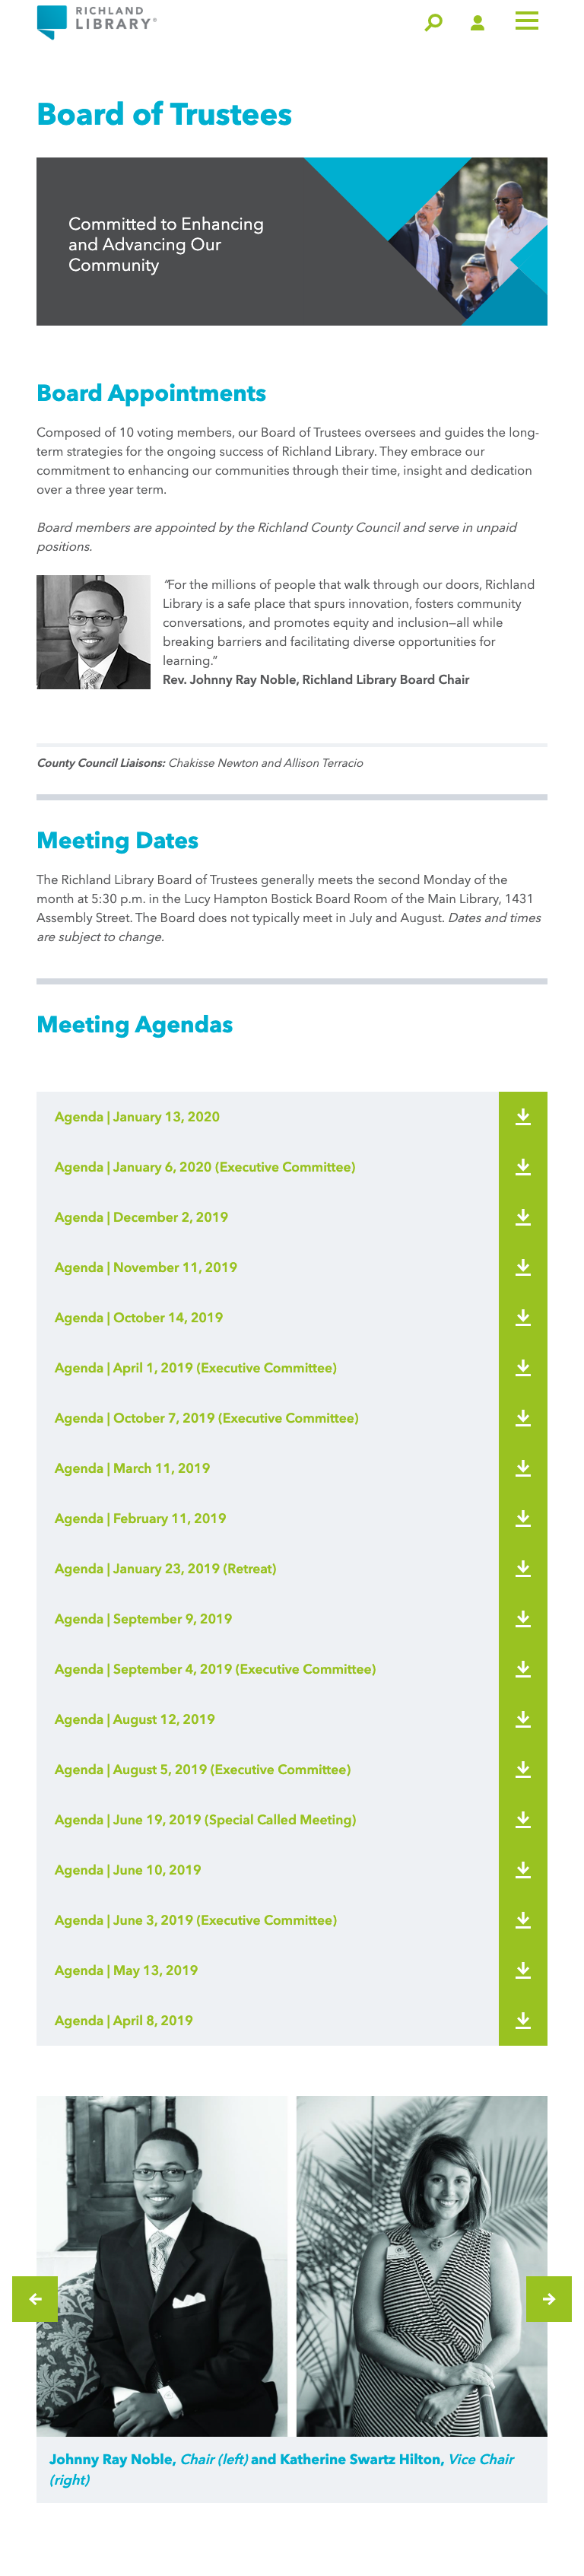 RICHLAND
LIBRARY®
Board of Trustees
Committed to Enhancing
and Advancing Our
Community
Board Appointments
Composed of 10 voting members, our Board of Trustees oversees and guides the long-
term strategies for the ongoing success of Richland Library. They embrace our
commitment to enhancing our communities through their time, insight and dedication
over a three year term.
Board members are appointed by the Richland County Council and serve in unpaid
positions.
“For the millions of people that walk through our doors, Richland
Library is a safe place that spurs innovation, fosters community
conversations, and promotes equity and inclusion—all while
breaking barriers and facilitating diverse opportunities for
learning.”
Rev. Johnny Ray Noble, Richland Library Board Chair
County Council Liaisons: Chakisse Newton and Allison Terracio
Meeting Dates
The Richland Library Board of Trustees generally meets the second Monday of the
month at 5:30 p.m. in the Lucy Hampton Bostick Board Room of the Main Library, 1431
Assembly Street. The Board does not typically meet in July and August. Dates and times
are subject to change.
Meeting Agendas
Agenda | January 13, 2020
Agenda | January 6, 2020 (Executive Committee)
Agenda | December 2, 2019
Agenda | November 11, 2019
Agenda | October 14, 2019
Agenda | April 1, 2019 (Executive Committee)
Agenda | October 7, 2019 (Executive Committee)
Agenda | March 11, 2019
Agenda | February 11, 2019
Agenda | January 23, 2019 (Retreat)
Agenda | September 9, 2019
Agenda | September 4, 2019 (Executive Committee)
Agenda | August 12, 2019
Agenda | August 5, 2019 (Executive Committee)
Agenda | June 19, 2019 (Special Called Meeting)
Agenda | June 10, 2019
Agenda | June 3, 2019 (Executive Committee)
Agenda | May 13, 2019
Agenda | April 8, 2019
Johnny Ray Noble, Chair (left) and Katherine Swartz Hilton, Vice Chair
(right)